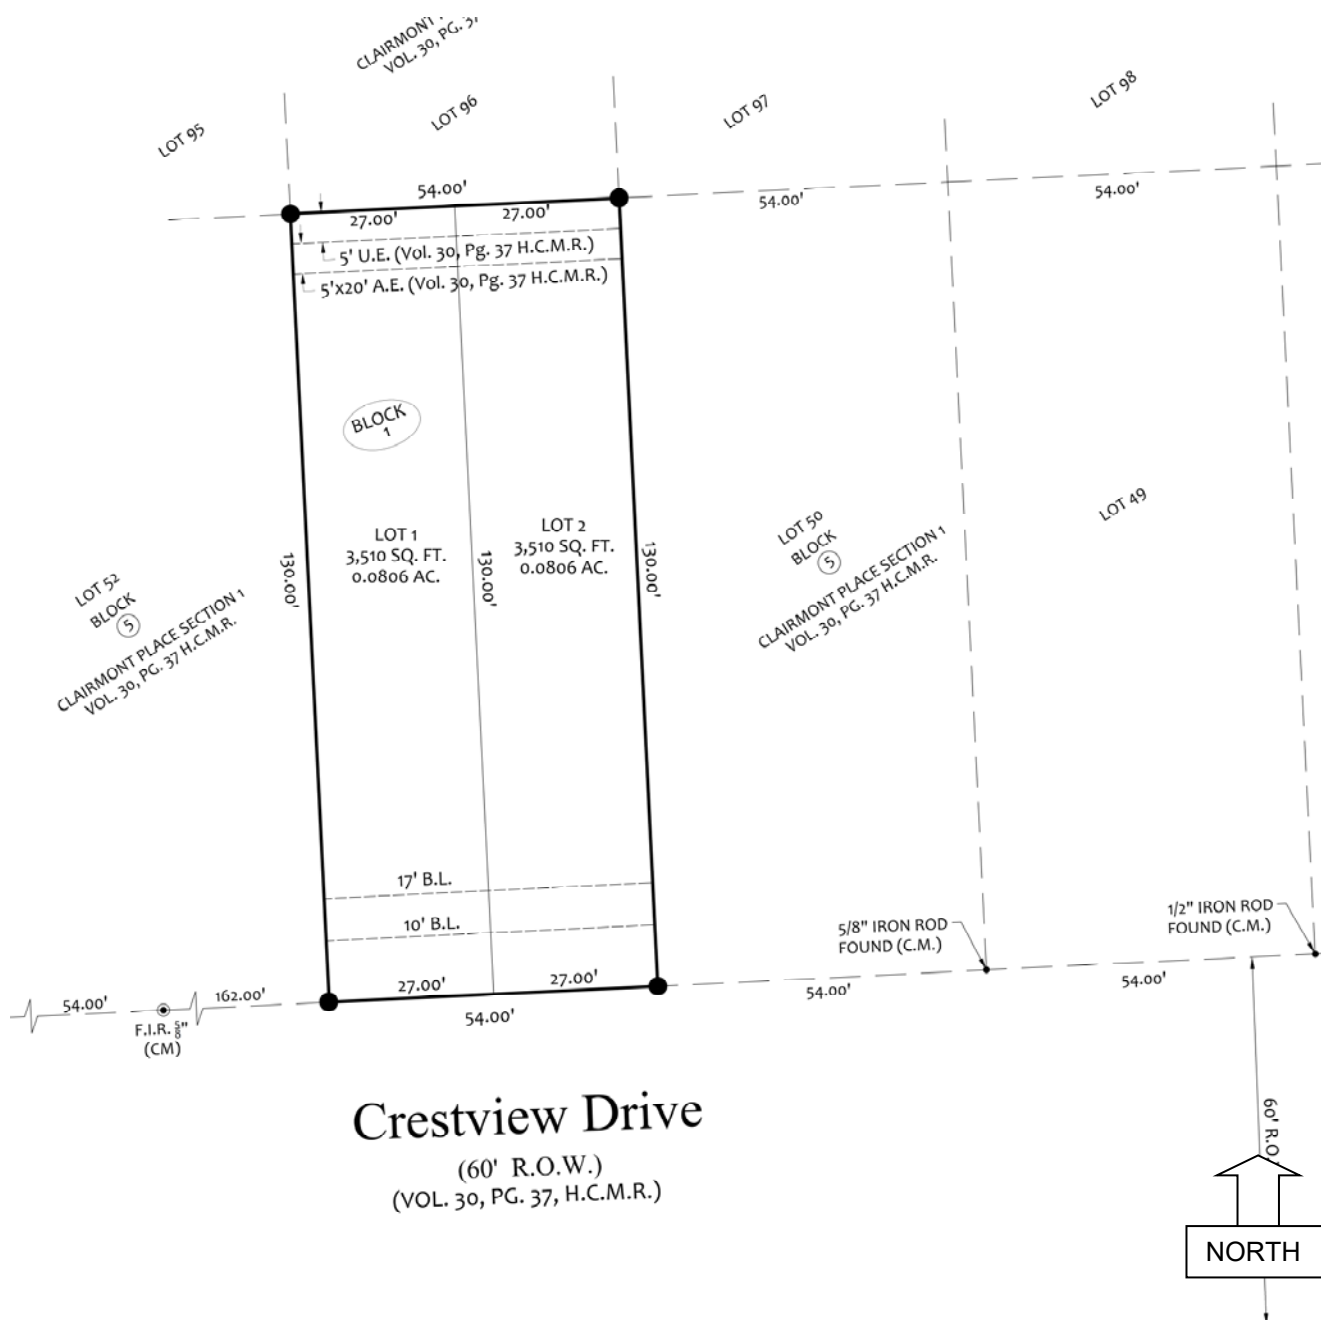 CLAIRMONT
VOL. 30, PG. 37
LOT 95
LOT 96
LOT 97
LOT 98
54.00'
27.00'
27.00'
54.00'
54.00'
5' U.E. (Vol. 30, Pg. 37 H.C.M.R.)
5'x20' A.E. (Vol. 30, Pg. 37 H.C.M.R.)
BLOCK
1
LOT 1
3,510 SQ. FT.
0.0806 AC.
LOT 2
3,510 SQ. FT.
0.0806 AC.
130.00'
130.00'
130.00'
LOT 52
BLOCK
5
CLAIRMONT PLACE SECTION 1
VOL. 30, PG. 37 H.C.M.R.
LOT 50
BLOCK
5
CLAIRMONT PLACE SECTION 1
VOL. 30, PG. 37 H.C.M.R.
LOT 49
17' B.L.
10' B.L.
5/8" IRON ROD
FOUND (C.M.)
1/2" IRON ROD
FOUND (C.M.)
54.00'
162.00'
27.00'
27.00'
54.00'
54.00'
54.00'
F.I.R. 5/8"
(CM)
Crestview Drive
(60' R.O.W.)
(VOL. 30, PG. 37, H.C.M.R.)
60' R.O.
NORTH